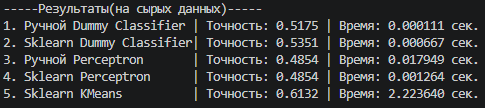 -----Результаты(на сырых данных)-----
1. Ручной Dummy Classifier| Точность: 0.5175 | Время: 0.000111 сек.
2. Sklearn Dummy Classifier| Точность: 0.5351 | Время: 0.000667 сек.
3. Ручной Perceptron | Точность: 0.4854 | Время: 0.017949 сек.
4. Sklearn Perceptron | Точность: 0.4854 | Время: 0.001264 сек.
5. Sklearn KMeans | Точность: 0.6132 | Время: 2.223640 сек.